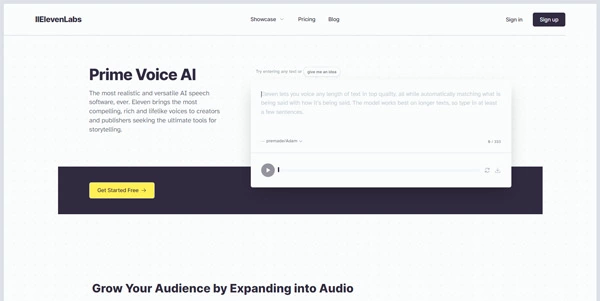 IIElevenLabs
Showcase
Pricing
Blog
Sign in
Sign up
Prime Voice AI
The most realistic and versatile AI speech
software, ever. Eleven brings the most
compelling, rich and lifelike voices to creators
and publishers seeking the ultimate tools for
storytelling.
Try entering any text or
give me an idea
Eleven lets you voice any length of text in top quality, all while automatically matching what is
being said with how it's being said. The model works best on longer texts, so type in at least
a few sentences.
premade/Adam
0 / 333
Get Started Free →
Grow Your Audience by Expanding into Audio